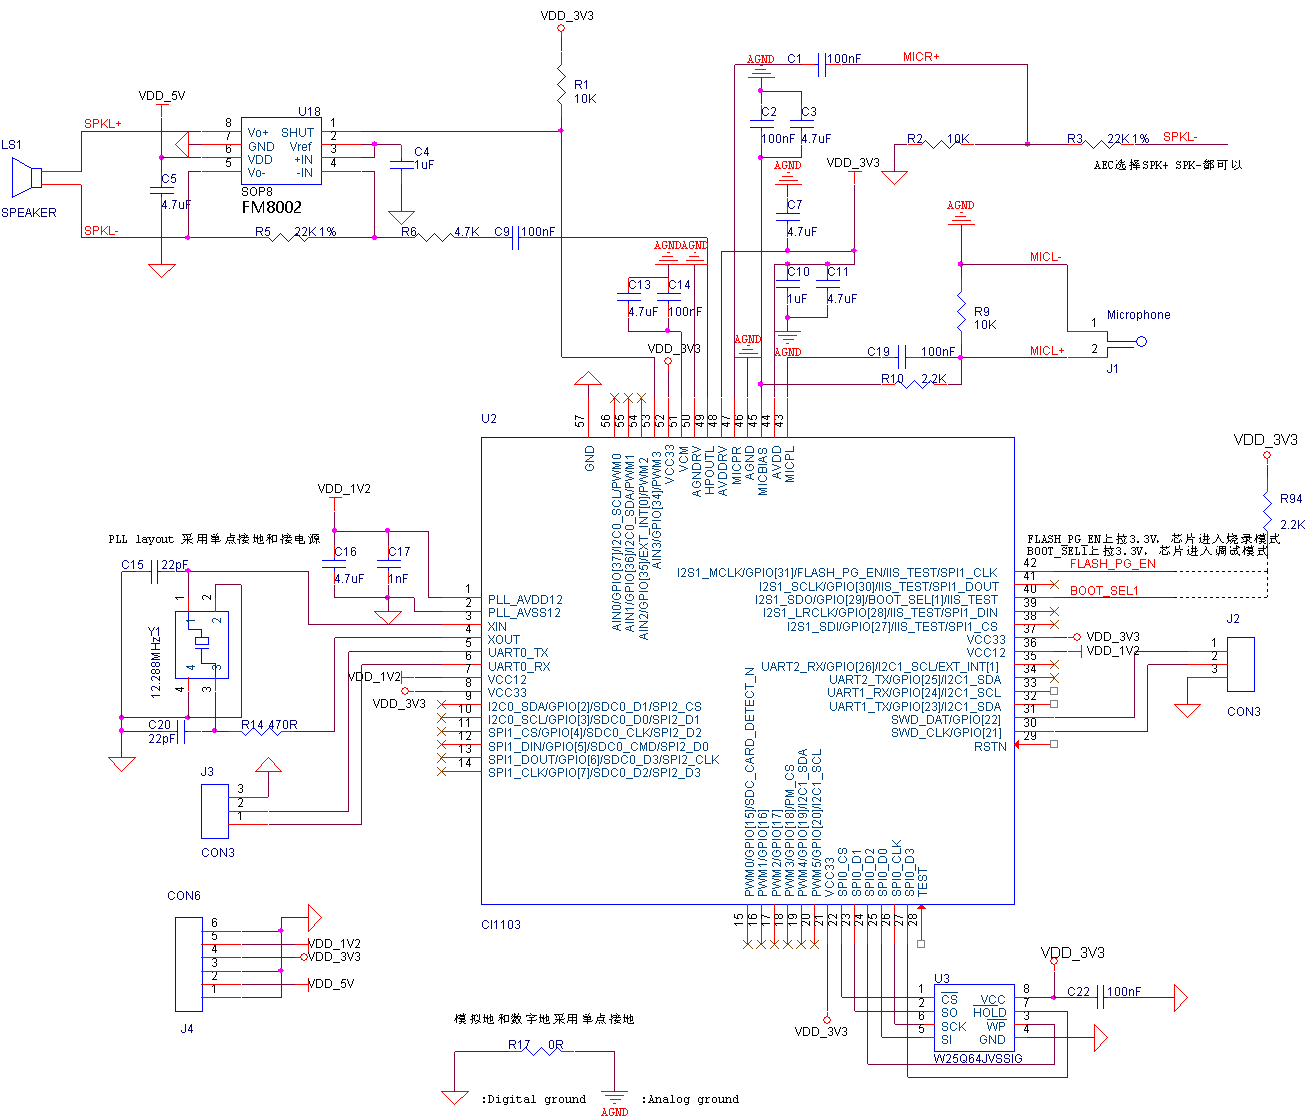 VDD_3V3
R1
10K
AGND
C1
100nF
MICR+
C2
100nF
C3
4.7uF
R2
10K
R3
22K 1%
SPKL-
AEC选择SPK+ SPK-都可以
VDD_5V
U18
SPKL+
LS1
SPEAKER
8
7
6
5
Vo+
GND
VDD
Vo-
SHUT
Vref
+IN
-IN
1
2
3
4
SOP8
FM8002
C4
1uF
C5
4.7uF
SPKL-
R5
22K 1%
R6
4.7K
C9
100nF
AGND
VDD_3V3
C7
4.7uF
AGND
AGND
C13
4.7uF
C14
100nF
C10
1uF
C11
4.7uF
AGND
AGND
MICL-
R9
10K
Microphone
1
2
J1
MICL+
C19
100nF
R10
2.2K
VDD_3V3
AGND
AGND
U2
57
56
55
54
53
52
51
50
49
48
47
46
45
44
43
GND
AIN0/GPIO[37]/I2C0_SCL/PWM0
AIN1/GPIO[36]/I2C0_SDA/PWM1
AIN2/GPIO[35]/EXT_INT[0]/PWM2
AIN3/GPIO[34]/PWM3
VCC33
VCM
AGNDRV
HPOUTL
AVDDRV
MICPR
AGND
MICBIAS
AVDD
MICPL
VDD_3V3
R94
2.2K
FLASH_PG_EN上拉3.3V, 芯片进入烧录模式
BOOT_SEL1上拉3.3V, 芯片进入调试模式
FLASH_PG_EN
BOOT_SEL1
VDD_1V2
PLL layout 采用单点接地和接电源
C15
22pF
C16
4.7uF
C17
1nF
Y1
12.288MHz
1
2
1
2
4
3
4
3
C20
22pF
R14 470R
VDD_1V2
VDD_3V3
1
2
3
4
5
6
7
8
9
10
11
12
13
14
PLL_AVDD12
PLL_AVSS12
XIN
XOUT
UART0_TX
UART0_RX
VCC12
VCC33
I2C0_SDA/GPIO[2]/SDC0_D1/SPI2_CS
I2C0_SCL/GPIO[3]/SDC0_D0/SPI2_D1
SPI1_CS/GPIO[4]/SDC0_CLK/SPI2_D2
SPI1_DIN/GPIO[5]/SDC0_CMD/SPI2_D0
SPI1_DOUT/GPIO[6]/SDC0_D3/SPI2_CLK
SPI1_CLK/GPIO[7]/SDC0_D2/SPI2_D3
I2S1_MCLK/GPIO[31]/FLASH_PG_EN/IIS_TEST/SPI1_CLK
I2S1_SCLK/GPIO[30]/IIS_TEST/SPI1_DOUT
I2S1_SDO/GPIO[29]/BOOT_SEL[1]/IIS_TEST
I2S1_LRCLK/GPIO[28]/IIS_TEST/SPI1_DIN
I2S1_SDI/GPIO[27]/IIS_TEST/SPI1_CS
VCC33
VCC12
UART2_RX/GPIO[26]/I2C1_SCL/EXT_INT[1]
UART2_TX/GPIO[25]/I2C1_SDA
UART1_RX/GPIO[24]/I2C1_SCL
UART1_TX/GPIO[23]/I2C1_SDA
SWD_DAT/GPIO[22]
SWD_CLK/GPIO[21]
RSTN
42
41
40
39
38
37
36
35
34
33
32
31
30
29
VDD_3V3
VDD_1V2
J2
1
2
3
CON3
J3
3
2
1
CON3
PWM0/GPIO[15]/SDC_CARD_DETECT_N
PWM1/GPIO[16]
PWM2/GPIO[17]
PWM3/GPIO[18]/PM_CS
PWM4/GPIO[19]/I2C1_SDA
PWM5/GPIO[20]/I2C1_SCL
VCC33
SPI0_CS
SPI0_D1
SPI0_D2
SPI0_D0
SPI0_CLK
SPI0_D3
TEST
15
16
17
18
19
20
21
22
23
24
25
26
27
28
CI1103
CON6
6
5
4
3
2
1
VDD_1V2
VDD_3V3
VDD_5V
J4
VDD_3V3
VDD_3V3
U3
1
2
6
5
CS
SO
SCK
SI
VCC
HOLD
WP
GND
8
7
3
4
W25Q64JVSSIG
C22
100nF
模拟地和数字地采用单点接地
R17
0R
:Digital ground
AGND
:Analog ground